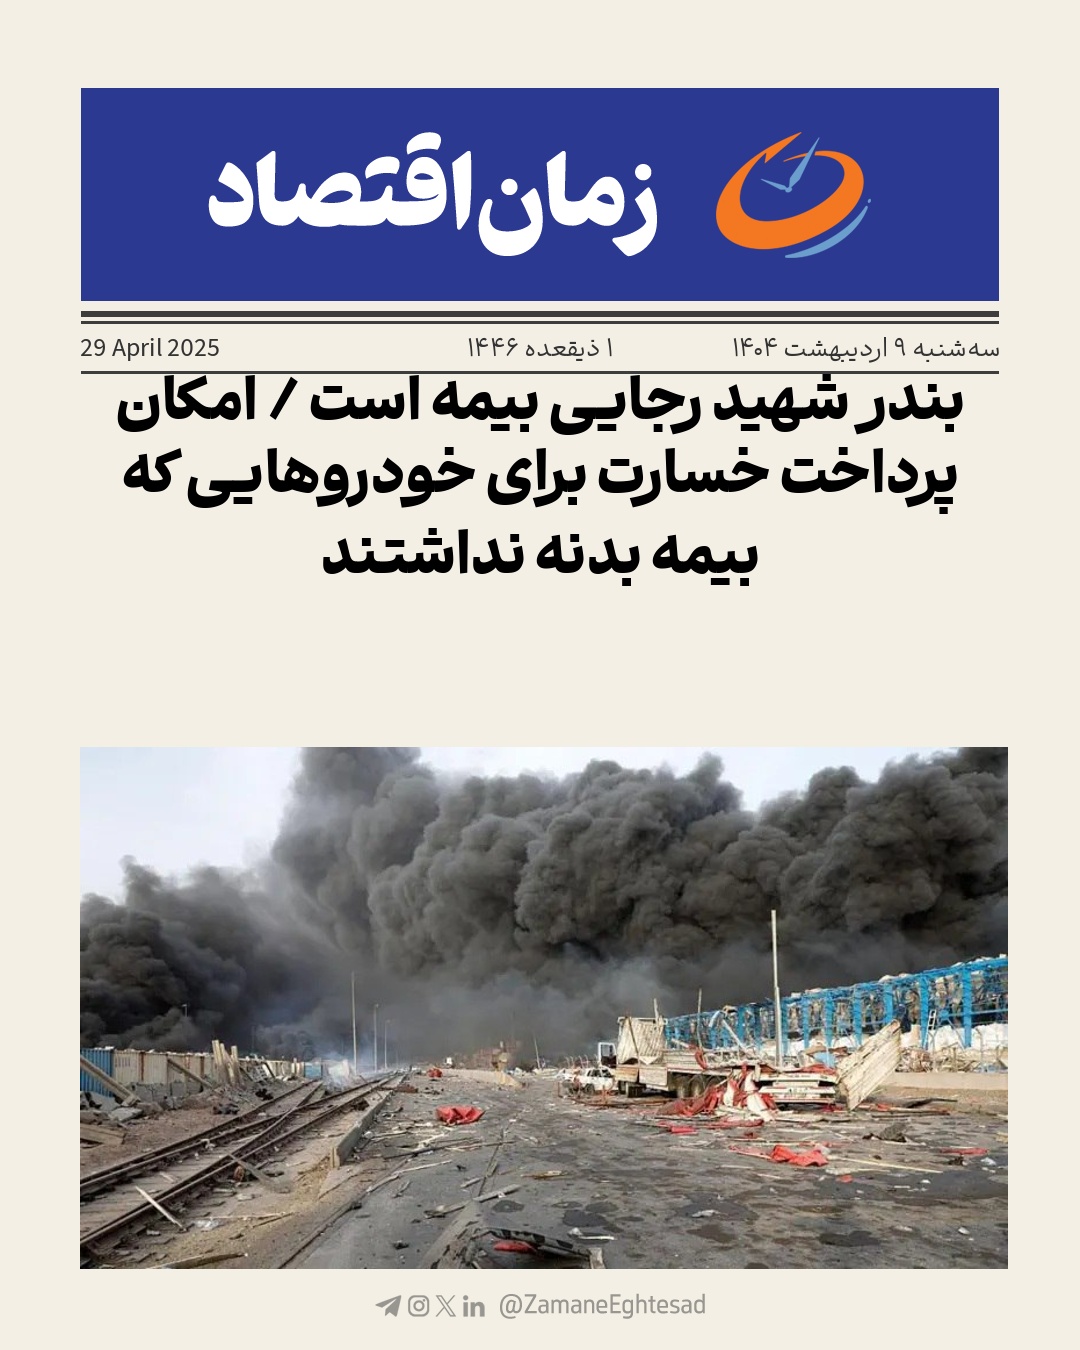 زمان اقتصاد
سه‌شنبه ۹ اردیبهشت ۱۴۰۴
۱ ذیقعده ۱۴۴۶
29 April 2025
بندر شهید رجایی بیمه است / امکان
پرداخت خسارت برای خودروهایی که
بیمه بدنه نداشتند
@ZamaneEghtesad